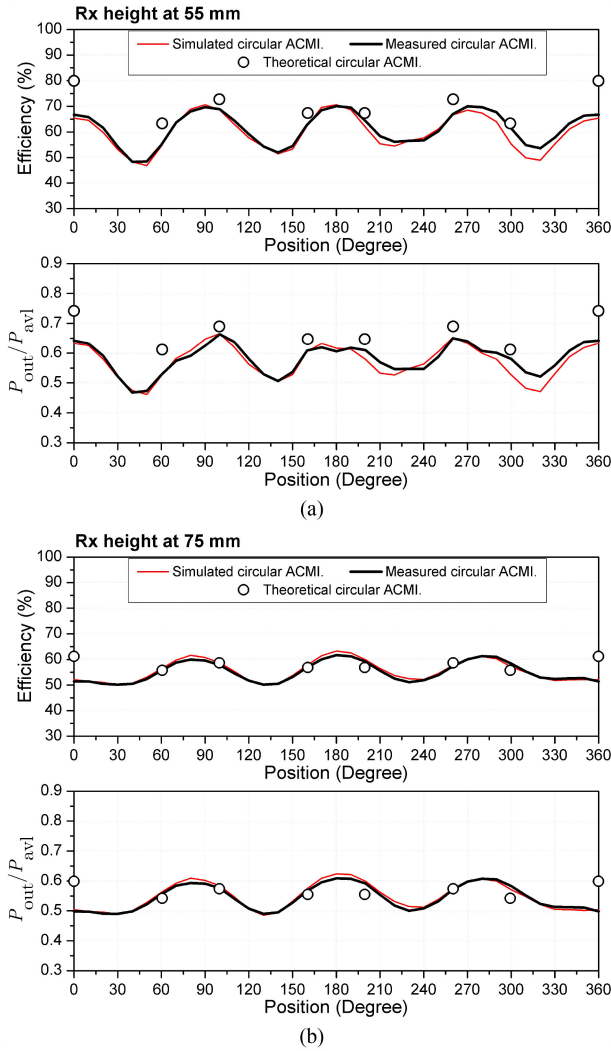 Rx height at 55 mm
100
90
80
70
60
50
40
30
Efficiency (%)
Simulated circular ACMI.
Measured circular ACMI.
Theoretical circular ACMI.
0 30 60 90 120 150 180 210 240 270 300 330 360
Position (Degree)
0.9
0.8
0.7
0.6
0.5
0.4
0.3
P_out/P_avl
0 30 60 90 120 150 180 210 240 270 300 330 360
Position (Degree)
(a)
Rx height at 75 mm
100
90
80
70
60
50
40
30
Efficiency (%)
Simulated circular ACMI.
Measured circular ACMI.
Theoretical circular ACMI.
0 30 60 90 120 150 180 210 240 270 300 330 360
Position (Degree)
0.9
0.8
0.7
0.6
0.5
0.4
0.3
P_out/P_avl
0 30 60 90 120 150 180 210 240 270 300 330 360
Position (Degree)
(b)